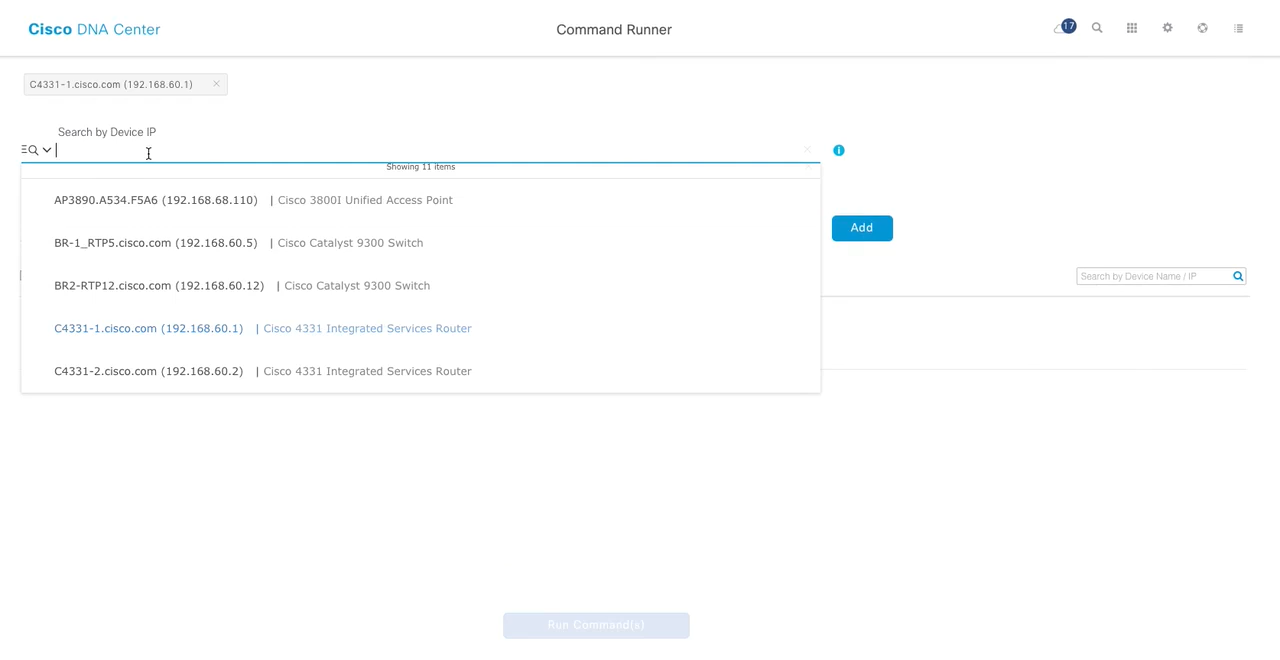 Cisco DNA Center
Command Runner
17
C4331-1.cisco.com (192.168.60.1)
Search by Device IP
Showing 11 items
AP3890.A534.F5A6 (192.168.68.110) | Cisco 3800I Unified Access Point
BR-1_RTP5.cisco.com (192.168.60.5) | Cisco Catalyst 9300 Switch
Add
BR2-RTP12.cisco.com (192.168.60.12) | Cisco Catalyst 9300 Switch
Search by Device Name / IP
C4331-1.cisco.com (192.168.60.1) | Cisco 4331 Integrated Services Router
C4331-2.cisco.com (192.168.60.2) | Cisco 4331 Integrated Services Router
Run Command(s)